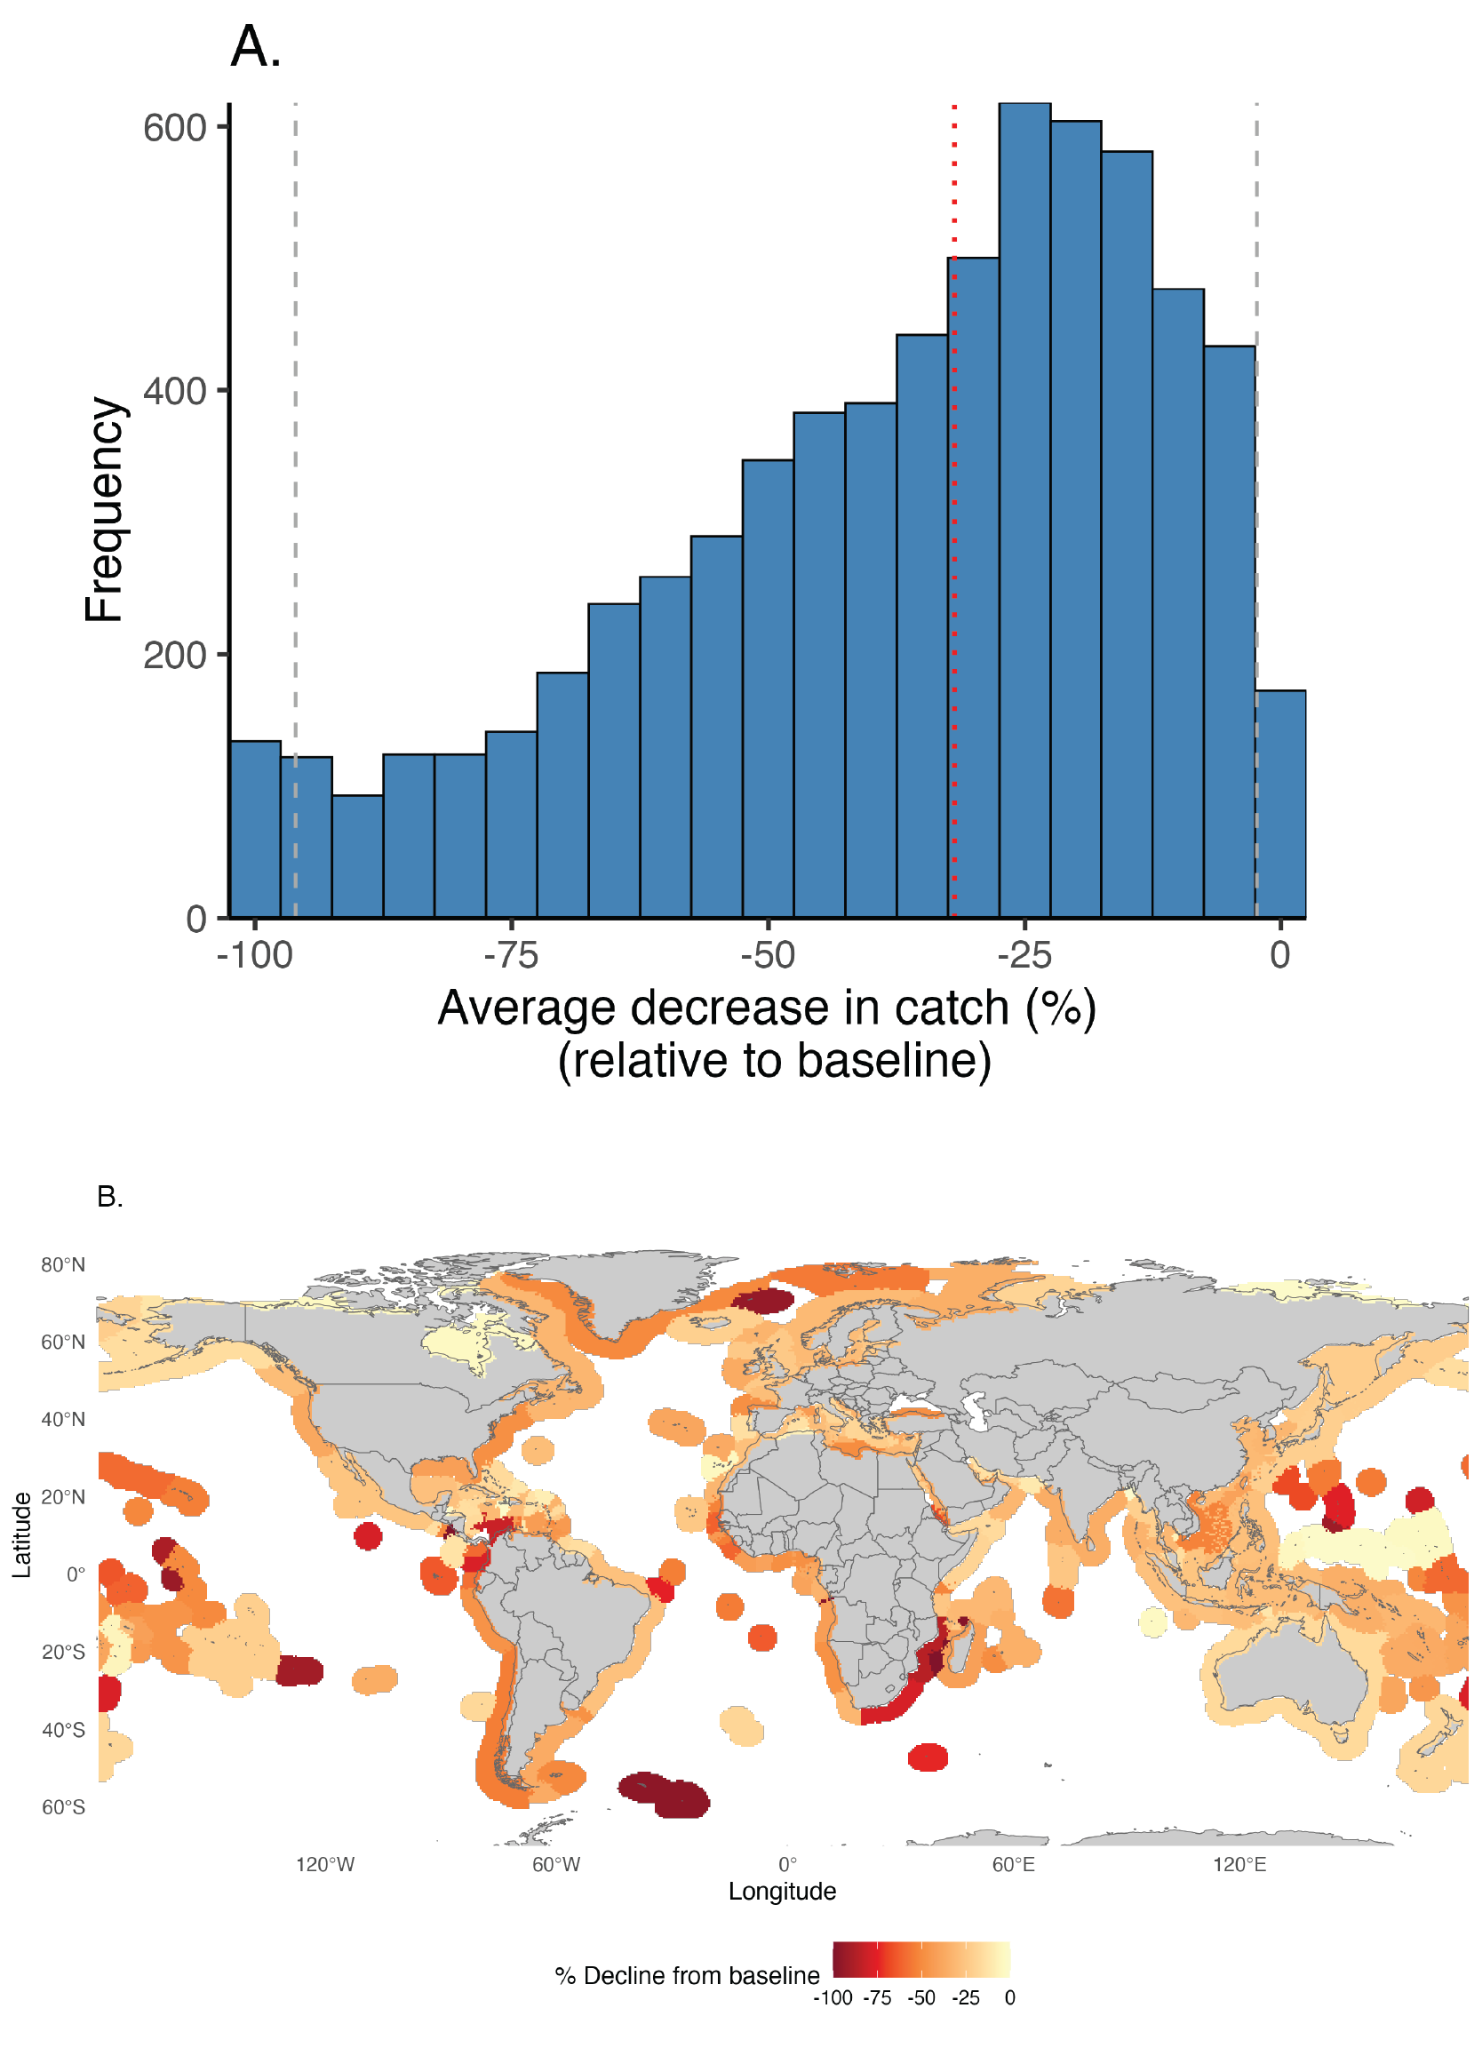 A.
600
400
200
0
Frequency
-100 -75 -50 -25 0
Average decrease in catch (%)
(relative to baseline)
B.
80°N
60°N
40°N
20°N
0°
20°S
40°S
60°S
Latitude
120°W 60°W 0° 60°E 120°E
Longitude
% Decline from baseline
-100 -75 -50 -25 0